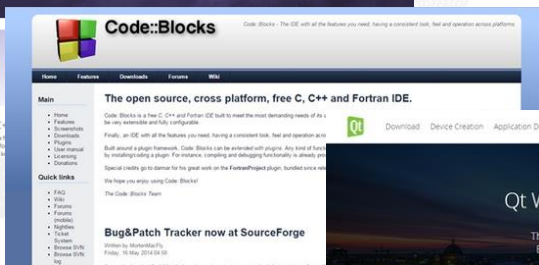 Code::Blocks
Code::Blocks - The IDE with all the features you need, having a consistent look, feel and operation across platforms.
Home Features Downloads Forums Wiki
Main
Home
Features
Screenshots
Downloads
Plugins
User manual
Licensing
Donations
Quick links
FAQ
Wiki
Forums
Forums
(mobile)
Nightlies
Ticket
System
Browse SVN
Browse SVN
log
The open source, cross platform, free C, C++ and Fortran IDE.
Code::Blocks is a free C, C++ and Fortran IDE built to meet the most demanding needs of its
be very extensible and fully configurable.
Finally, an IDE with all the features you need, having a consistent look, feel and operation
Built around a plugin framework, Code::Blocks can be extended with plugins. Any kind of
by installing/coding a plugin. For instance, compiling and debugging functionality is already
Special credits go to darmar for his great work on the FortranProject plugin, bundled since
We hope you enjoy using Code::Blocks!
The Code::Blocks Team
Bug&Patch Tracker now at SourceForge
Written by MortenMacFly
Friday, 16 May 2014
Qt
Download Device Creation Application D
Qt W